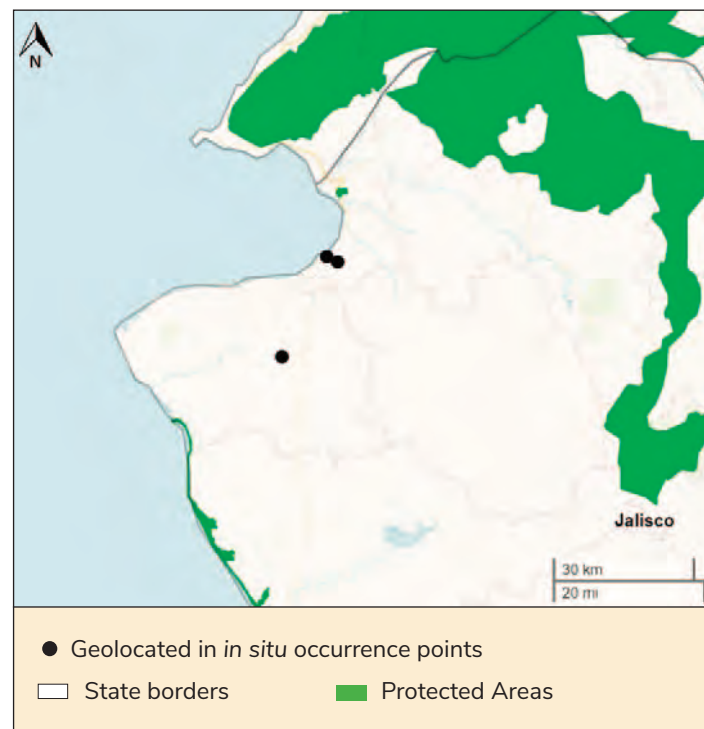 N
Jalisco
30 km
20 mi
Geolocated in in situ occurrence points
State borders
Protected Areas